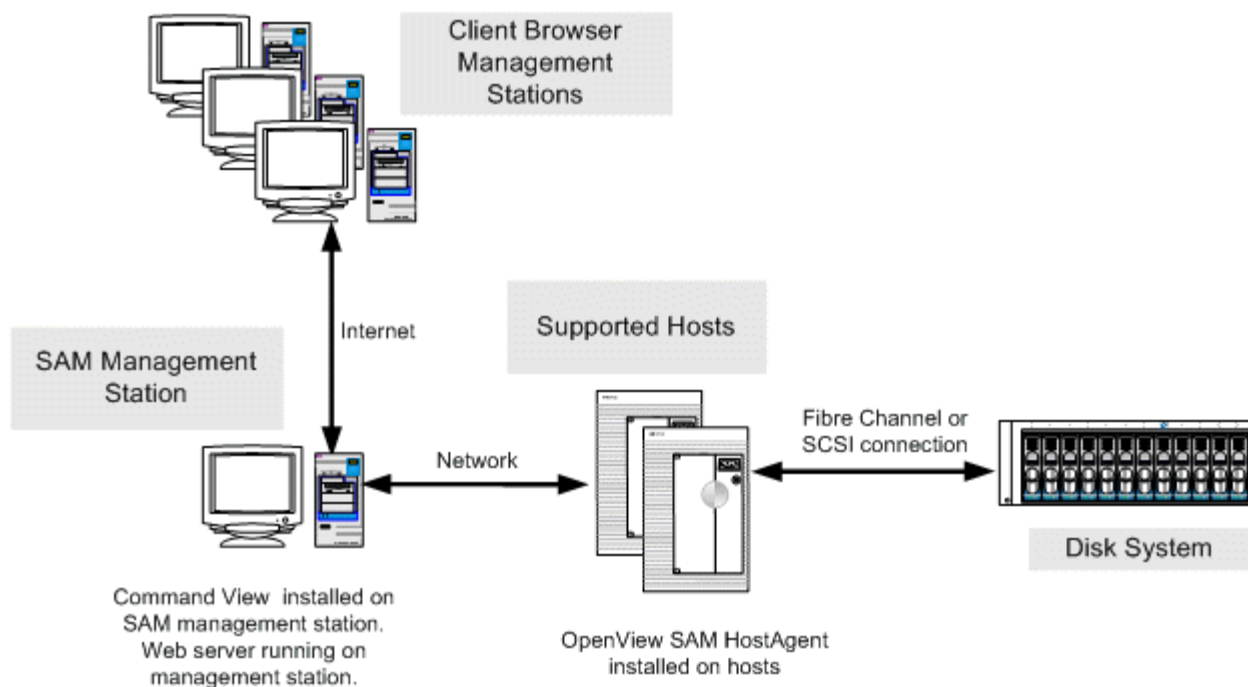 Client Browser
Management
Stations
Internet
SAM Management
Station
Supported Hosts
Network
Fibre Channel or
SCSI connection
Disk System
Command View installed on
SAM management station.
Web server running on
management station.
OpenView SAM HostAgent
installed on hosts